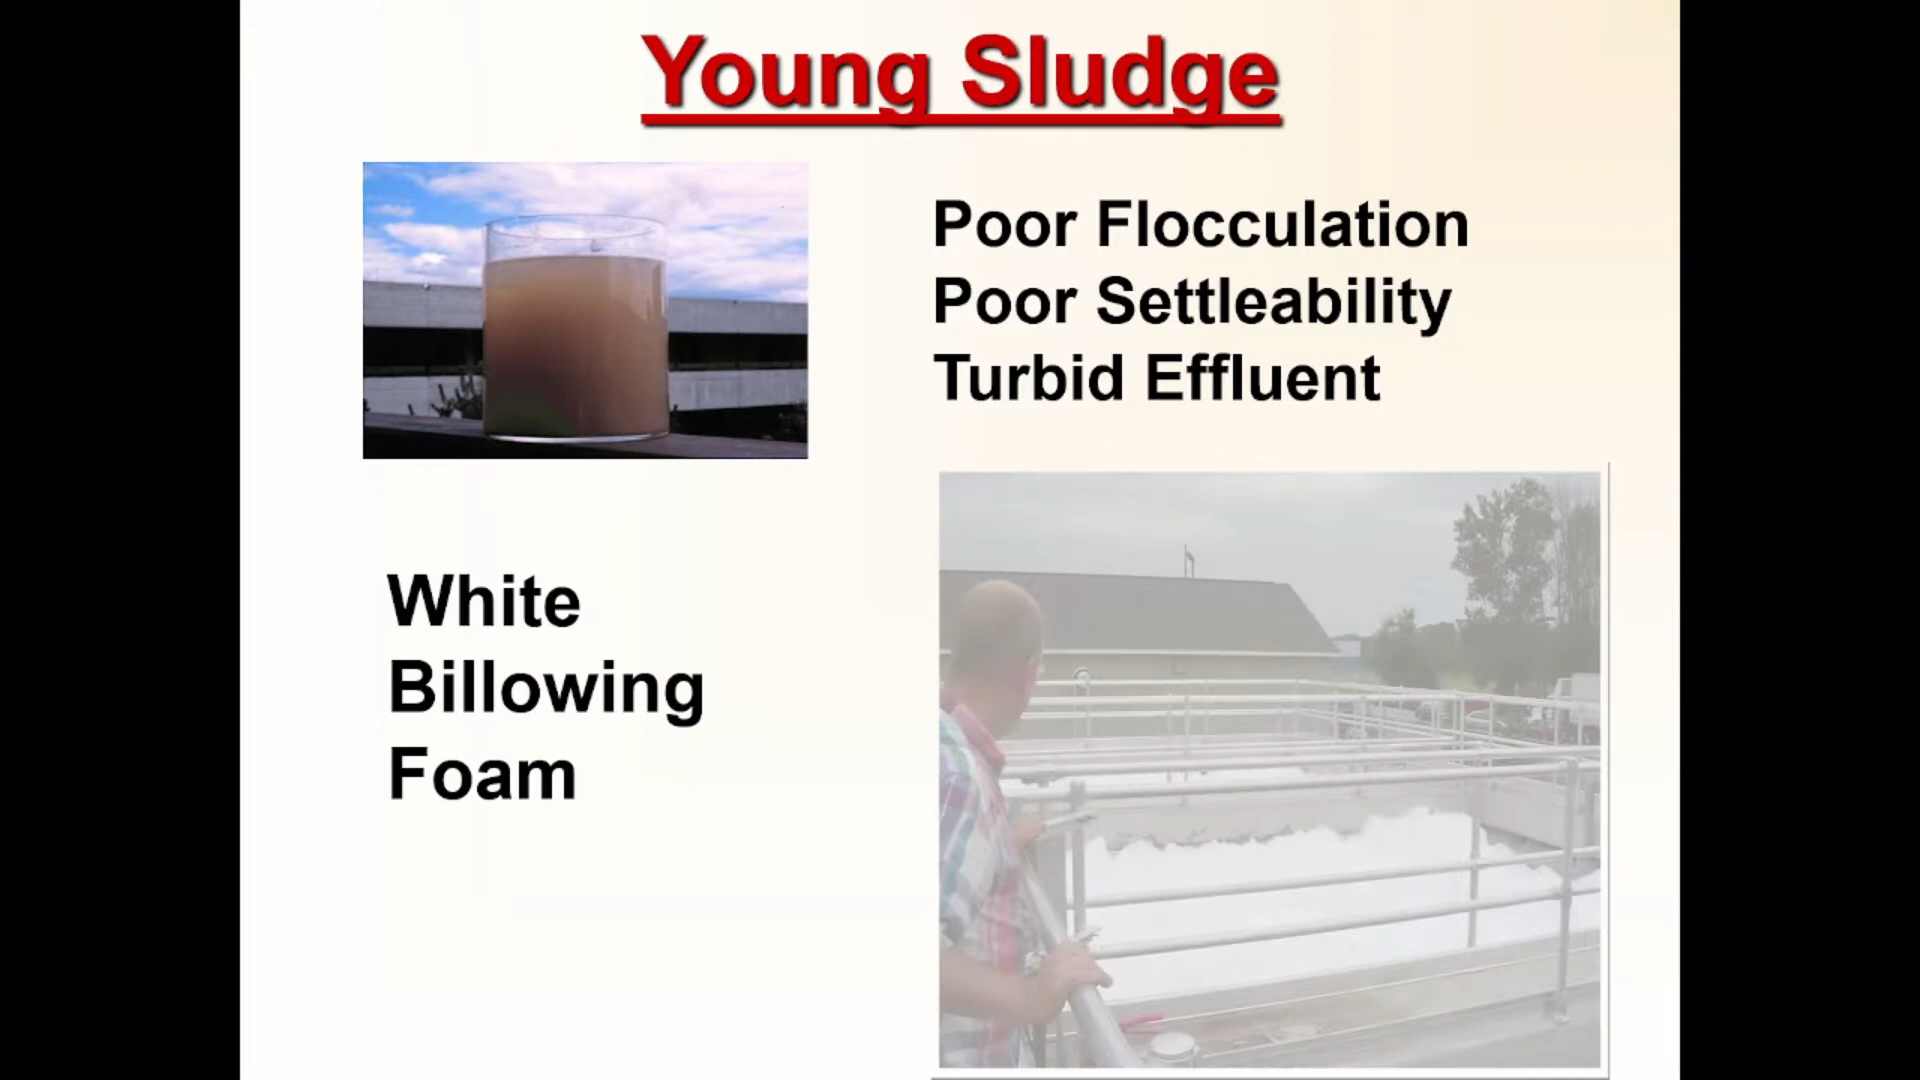 Young Sludge
Poor Flocculation
Poor Settleability
Turbid Effluent
White
Billowing
Foam